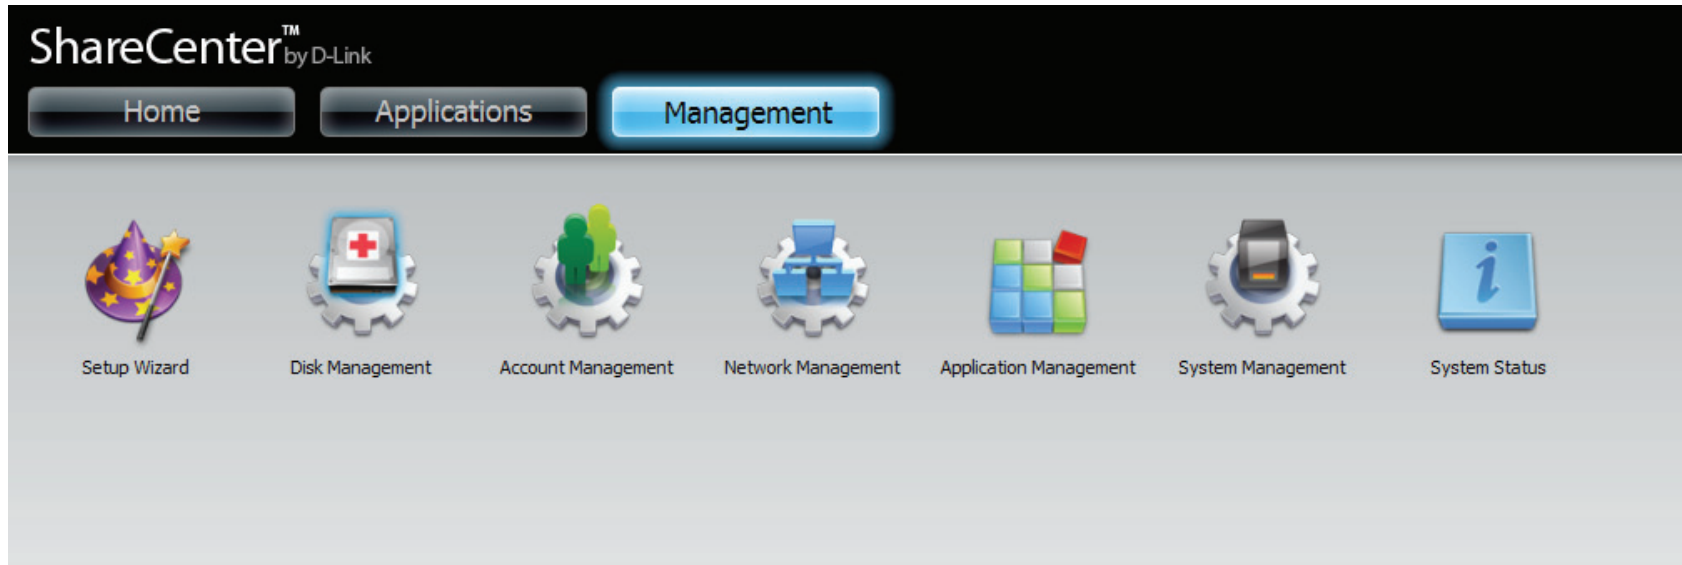 ShareCenter™ by D-Link
Home Applications Management
Setup Wizard Disk Management Account Management Network Management Application Management System Management System Status